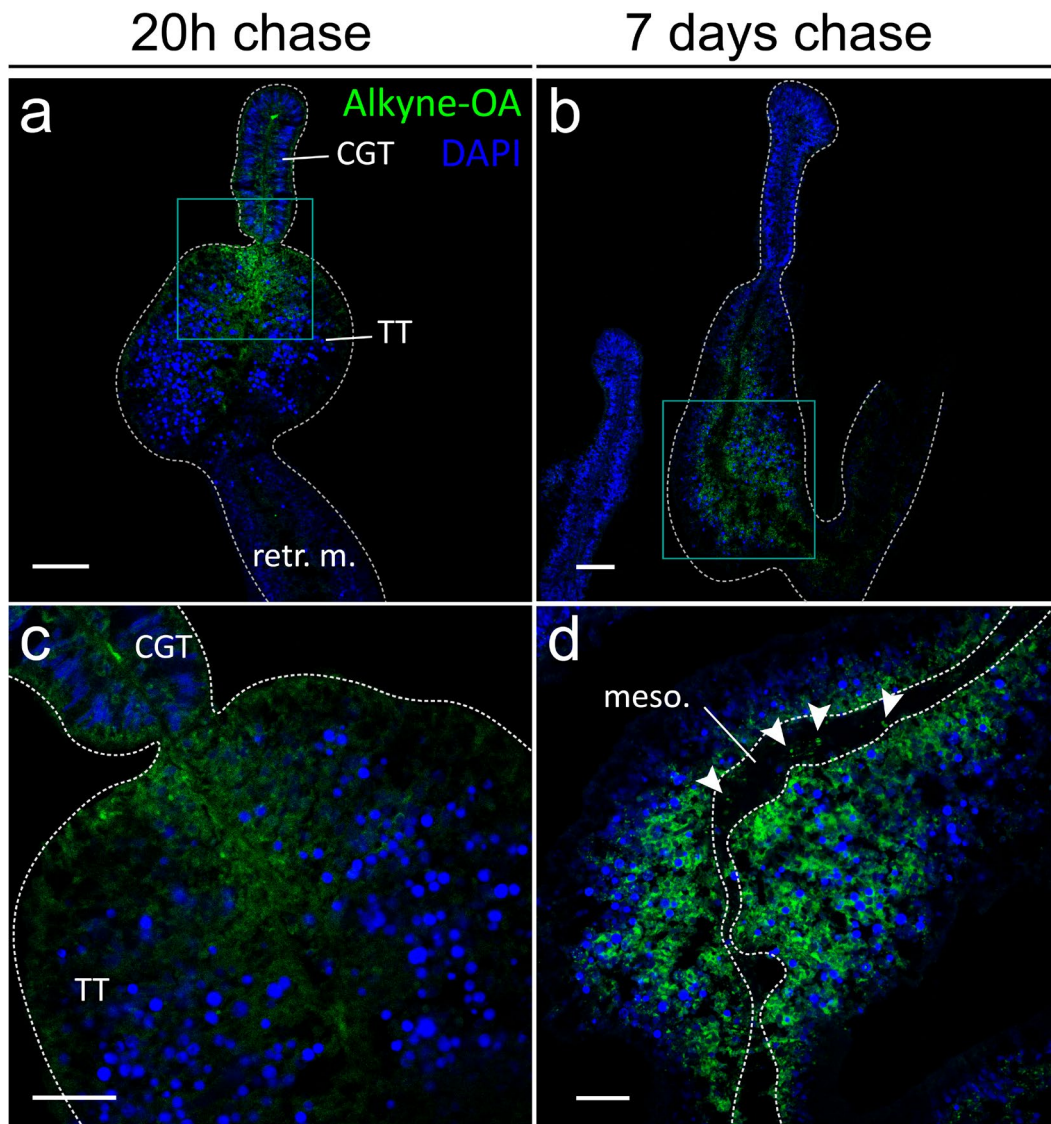 20h chase
7 days chase
a
Alkyne-OA
CGT
DAPI
TT
retr. m.
b
c
CGT
TT
d
meso.